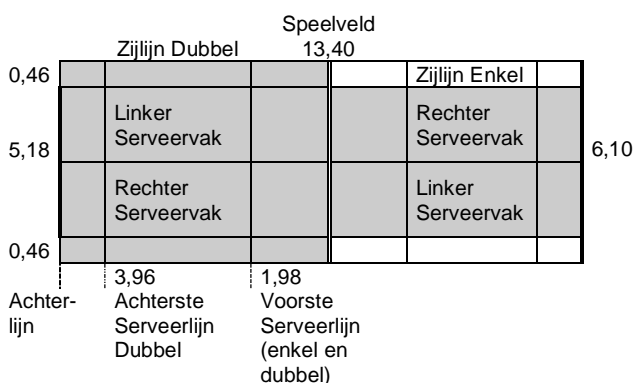 Speelveld
Zijlijn Dubbel 13,40
0,46
Zijlijn Enkel
Linker
Serveervak
Rechter
Serveervak
5,18
6,10
Rechter
Serveervak
Linker
Serveervak
0,46
3,96
1,98
Achter-
lijn
Achterste
Serveerlijn
Dubbel
Voorste
Serveerlijn
(enkel en
dubbel)